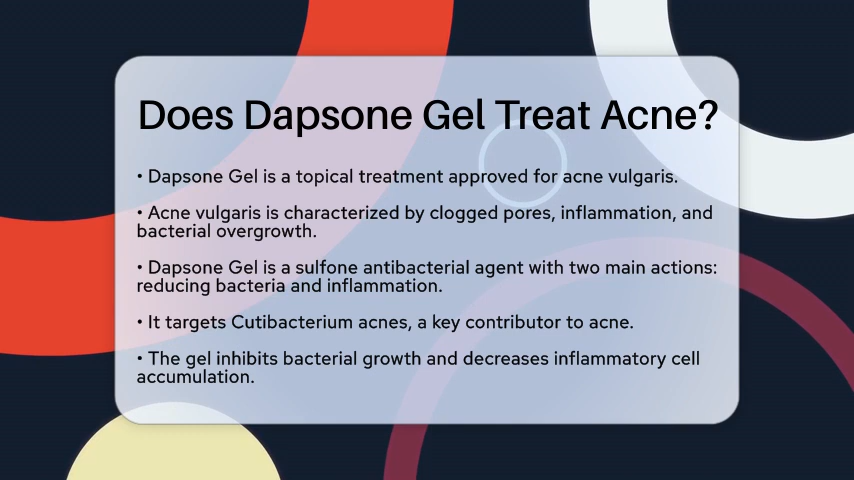 Does Dapsone Gel Treat Acne?
• Dapsone Gel is a topical treatment approved for acne vulgaris.
• Acne vulgaris is characterized by clogged pores, inflammation, and
bacterial overgrowth.
• Dapsone Gel is a sulfone antibacterial agent with two main actions:
reducing bacteria and inflammation.
• It targets Cutibacterium acnes, a key contributor to acne.
• The gel inhibits bacterial growth and decreases inflammatory cell
accumulation.